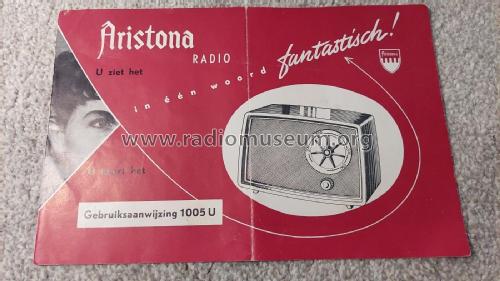 Aristona
RADIO
U ziet het
in één woord fantastisch!
www.radiomuseum.org
U hoort het
Gebruiksaanwijzing 1005 U